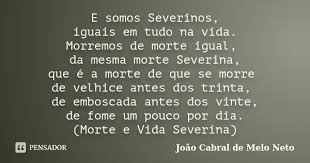 E somos Severinos,
iguais em tudo na vida.
Morremos de morte igual,
da mesma morte Severina,
que é a morte de que se morre
de velhice antes dos trinta,
de emboscada antes dos vinte,
de fome um pouco por dia.
(Morte e Vida Severina)
PENSADOR
João Cabral de Melo Neto